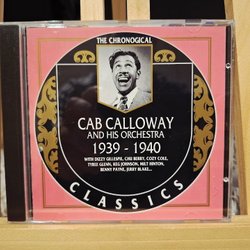 THE CHRONOGICAL
CAB CALLOWAY
AND HIS ORCHESTRA
1939 - 1940
WITH DIZZY GILLESPIE, CHU BERRY, COZY COLE,
TYREE GLENN, KEG JOHNSON, MILT HINTON,
BENNY PAYNE, JERRY BLAKE...
CLASSICS